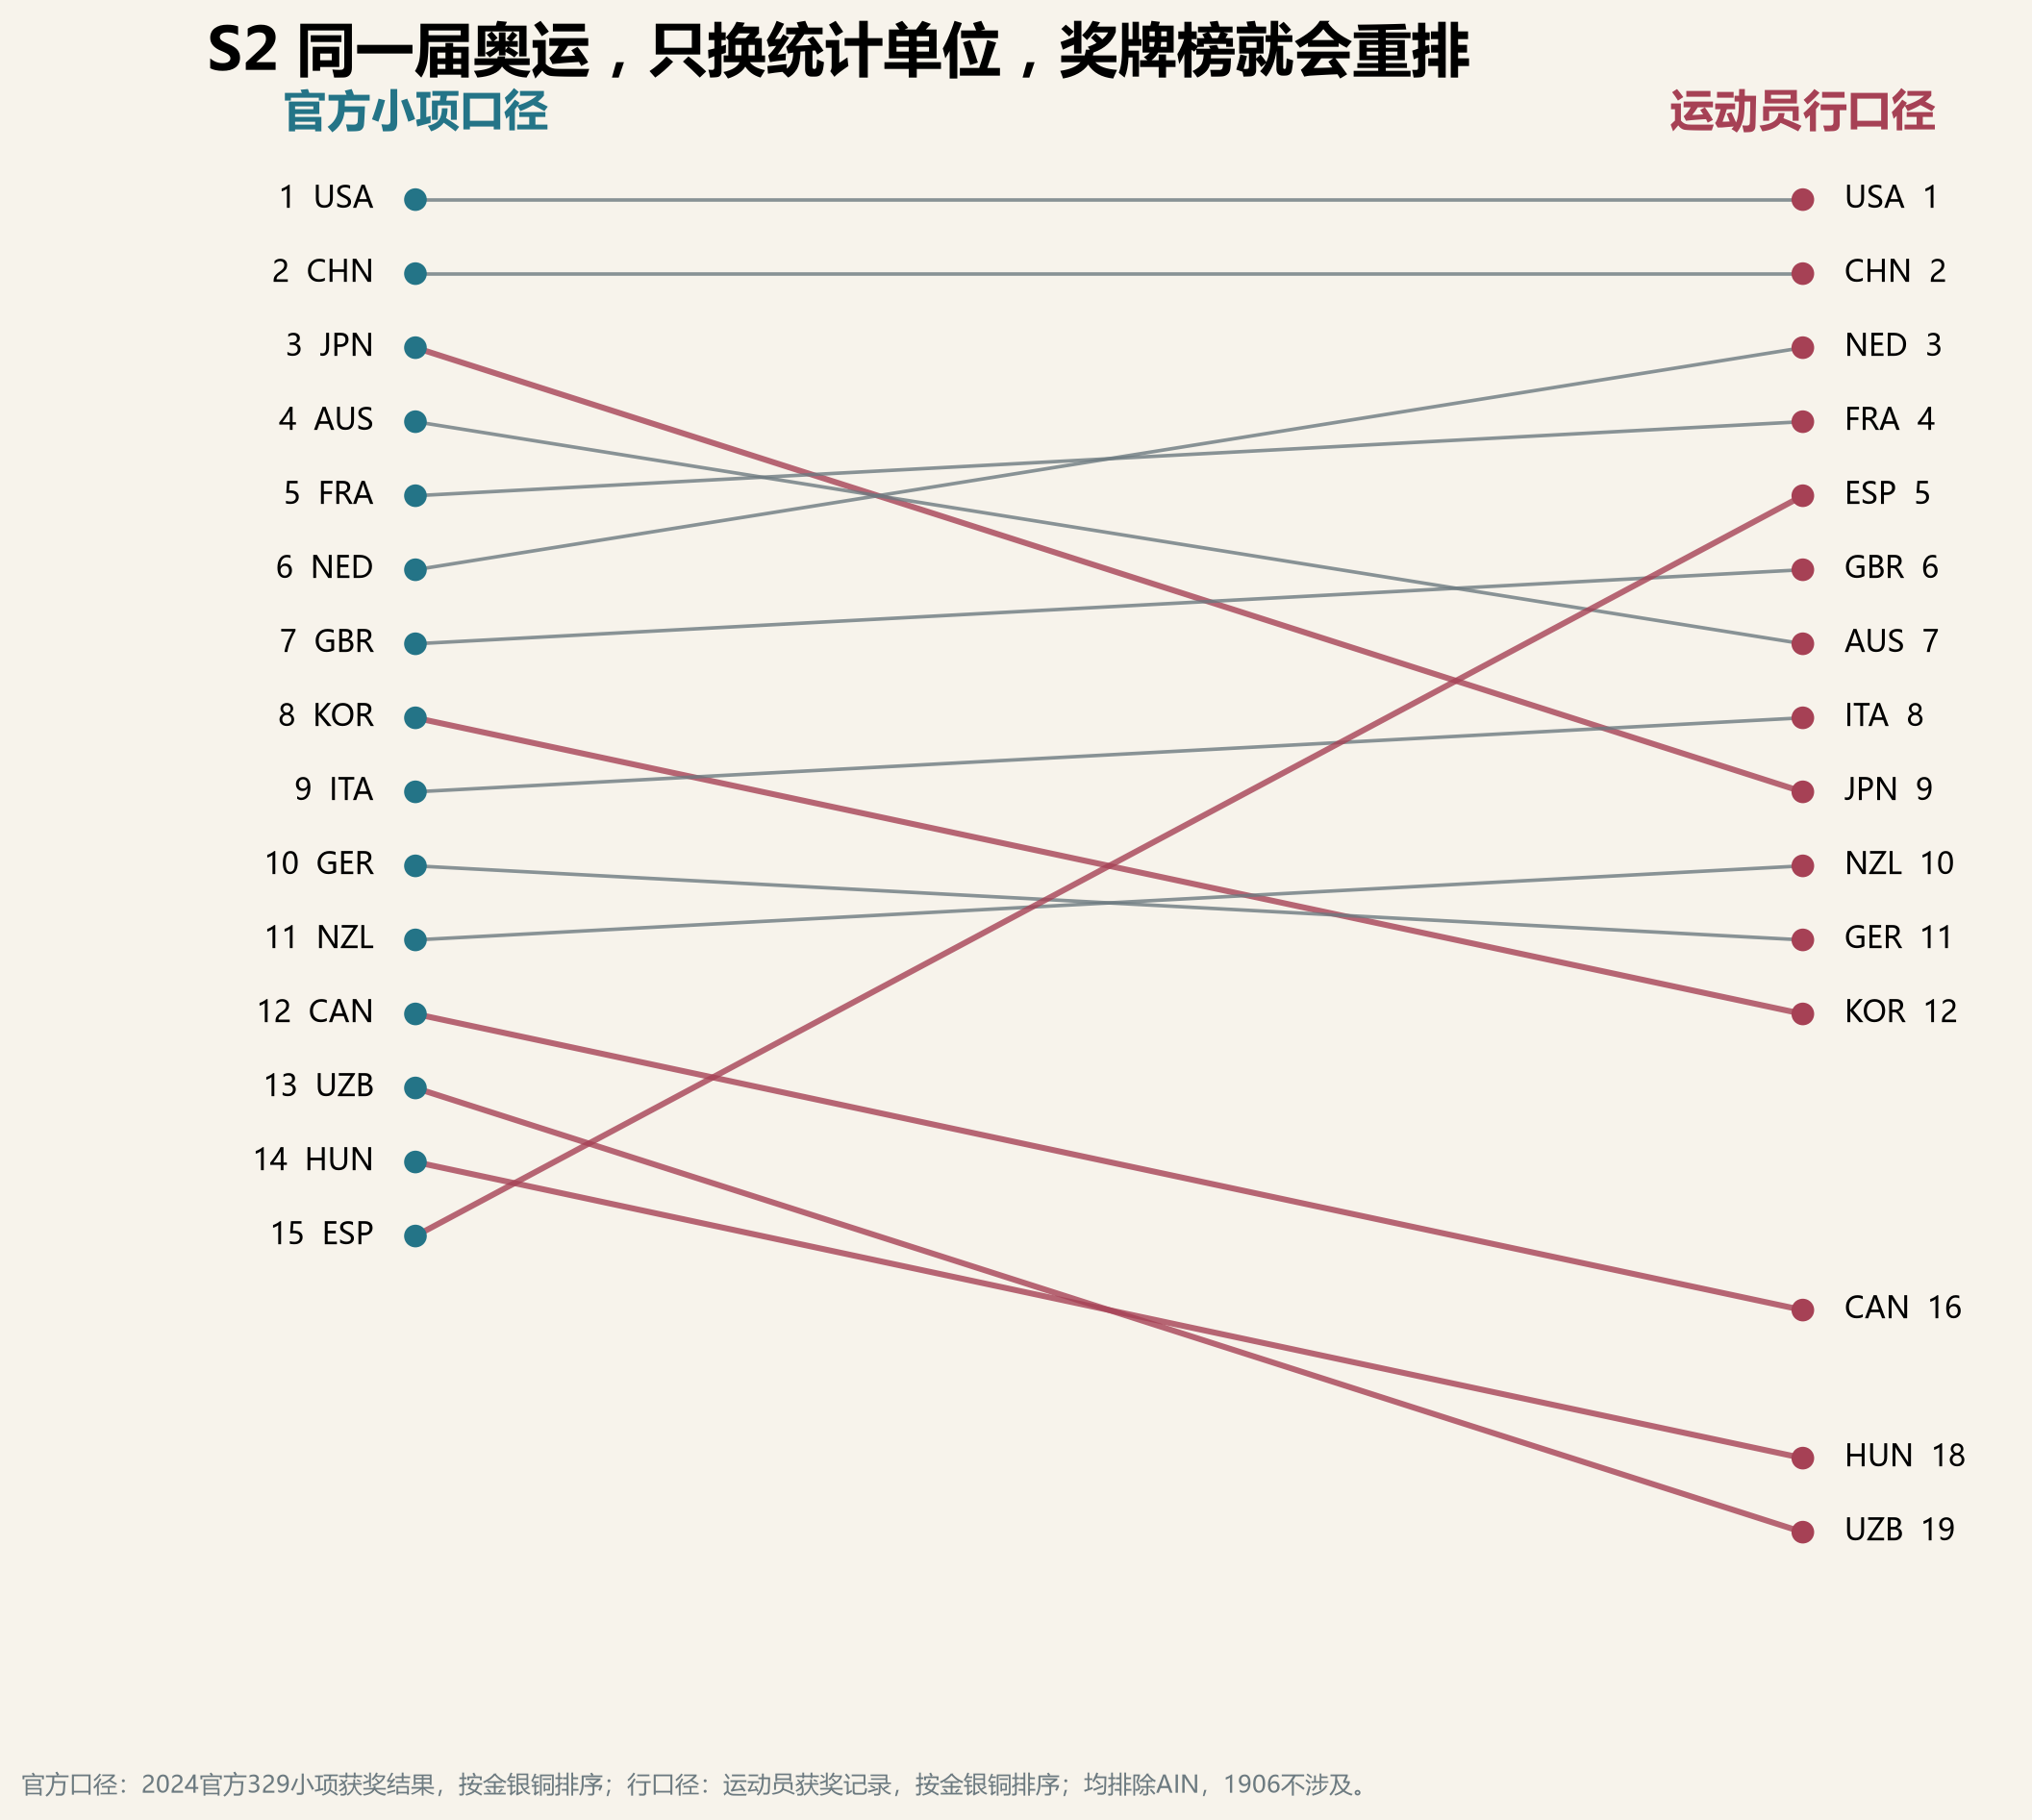 S2 同一届奥运，只换统计单位，奖牌榜就会重排
官方小项口径 运动员行口径
1 USA USA 1
2 CHN CHN 2
3 JPN NED 3
4 AUS FRA 4
5 FRA ESP 5
6 NED GBR 6
7 GBR AUS 7
8 KOR ITA 8
9 ITA JPN 9
10 GER NZL 10
11 NZL GER 11
12 CAN KOR 12
13 UZB
14 HUN
15 ESP
CAN 16
HUN 18
UZB 19
官方口径：2024官方329小项获奖结果，按金银铜排序；行口径：运动员获奖记录，按金银铜排序；均排除AIN，1906不涉及。